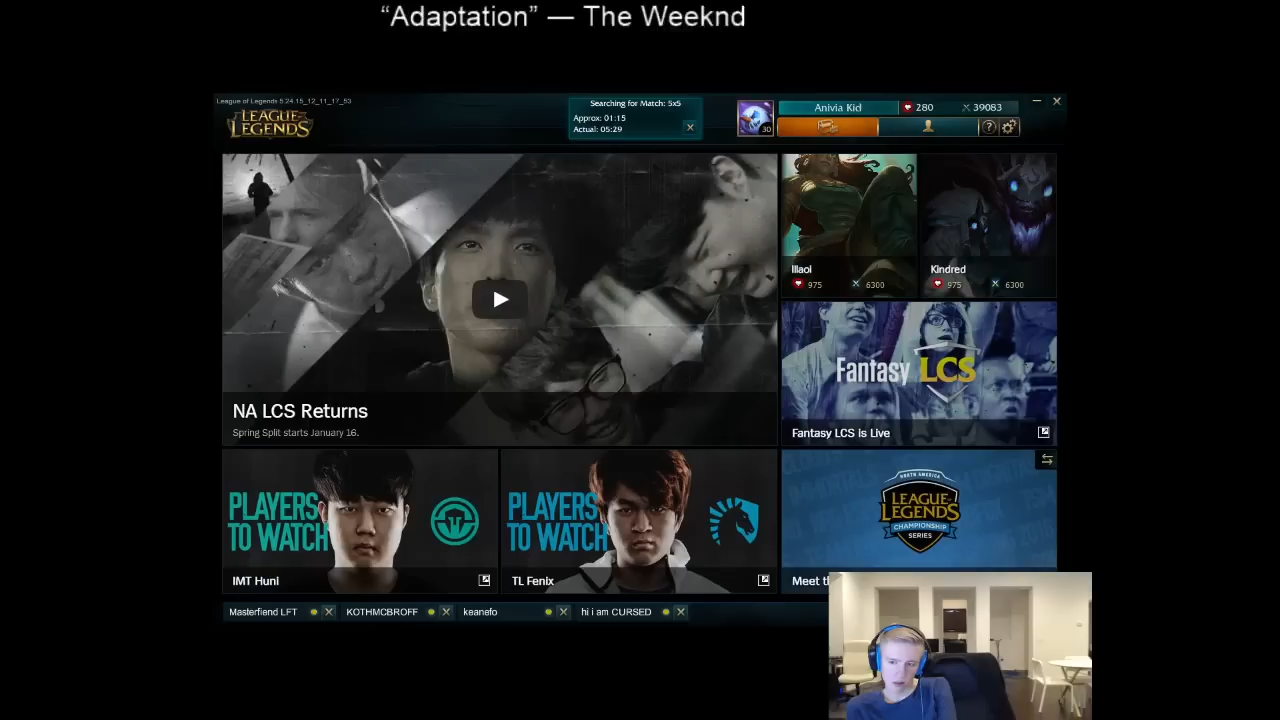 “Adaptation” — The Weeknd
League of Legends 5.24.15_12_11_17_53
LEAGUE OF LEGENDS
Searching for Match: 5x5
Approx: 01:15
Actual: 05:29
30
Anivia Kid
280
39083
NA LCS Returns
Spring Split starts January 16.
Illaoi
975
6300
Kindred
975
6300
Fantasy LCS
Fantasy LCS is Live
PLAYERS
TO WATCH
IMT Huni
PLAYERS
TO WATCH
TL Fenix
NORTH AMERICA
LEAGUE OF
LEGENDS
CHAMPIONSHIP
SERIES
Meet
Masterfiend LFT
KOTHMCBROFF
keanefo
hi i am CURSED